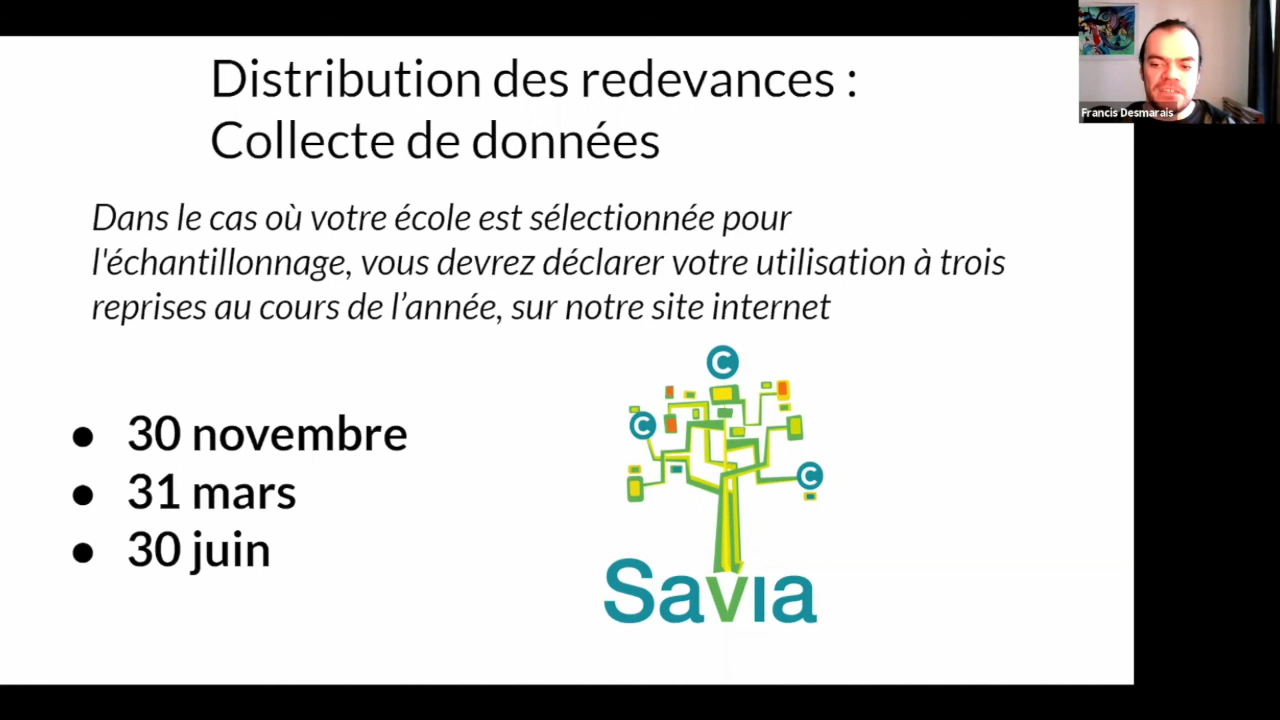 Distribution des redevances :
Collecte de données
Francis Desmarais
Dans le cas où votre école est sélectionnée pour
l'échantillonnage, vous devrez déclarer votre utilisation à trois
reprises au cours de l’année, sur notre site internet
● 30 novembre
● 31 mars
● 30 juin
C
C
C
Savia